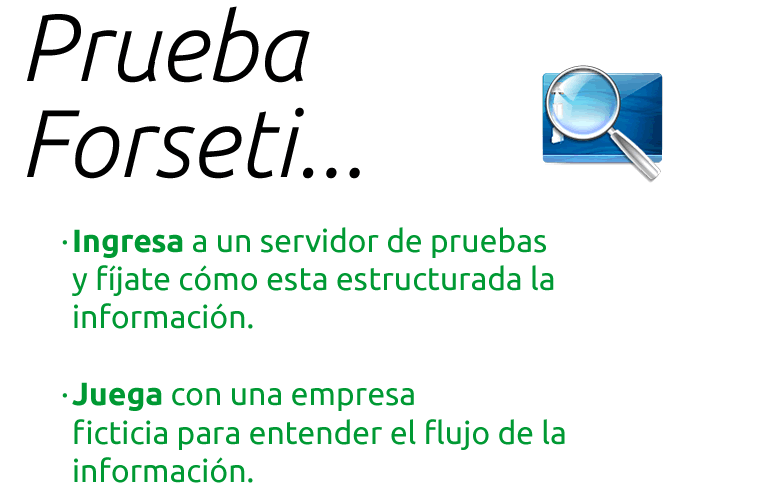 Prueba
Forseti...
·Ingresa a un servidor de pruebas
y fíjate cómo esta estructurada la
información.
·Juega con una empresa
ficticia para entender el flujo de la
información.